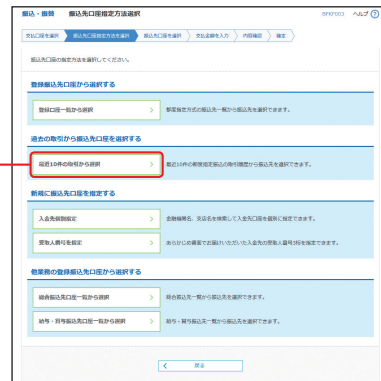 振込・振替 振込先口座指定方法選択 BFKF003 ヘルプ ?
支払口座を選択 振込先口座指定方法を選択 振込先口座を選択 支払金額を入力 内容確認 確定
振込先口座の指定方法を選択してください。
登録振込先口座から選択する
登録口座一覧から選択 都度指定方式の振込先一覧から振込先を選択できます。
過去の取引から振込先口座を選択する
最近10件の取引から選択 最近10件の都度指定振込の取引履歴から振込先を選択できます。
新規に振込先口座を指定する
入金先個別指定 金融機関名、支店名を検索して入金先口座を個別に指定できます。
受取人番号を指定 あらかじめ書面でお届けいただいた入金先の受取人番号3桁を指定できます。
他業務の登録振込先口座から選択する
総合振込先口座一覧から選択 総合振込先一覧から振込先を選択できます。
給与・賞与振込先口座一覧から選択 給与・賞与振込先一覧から振込先を選択できます。
戻る